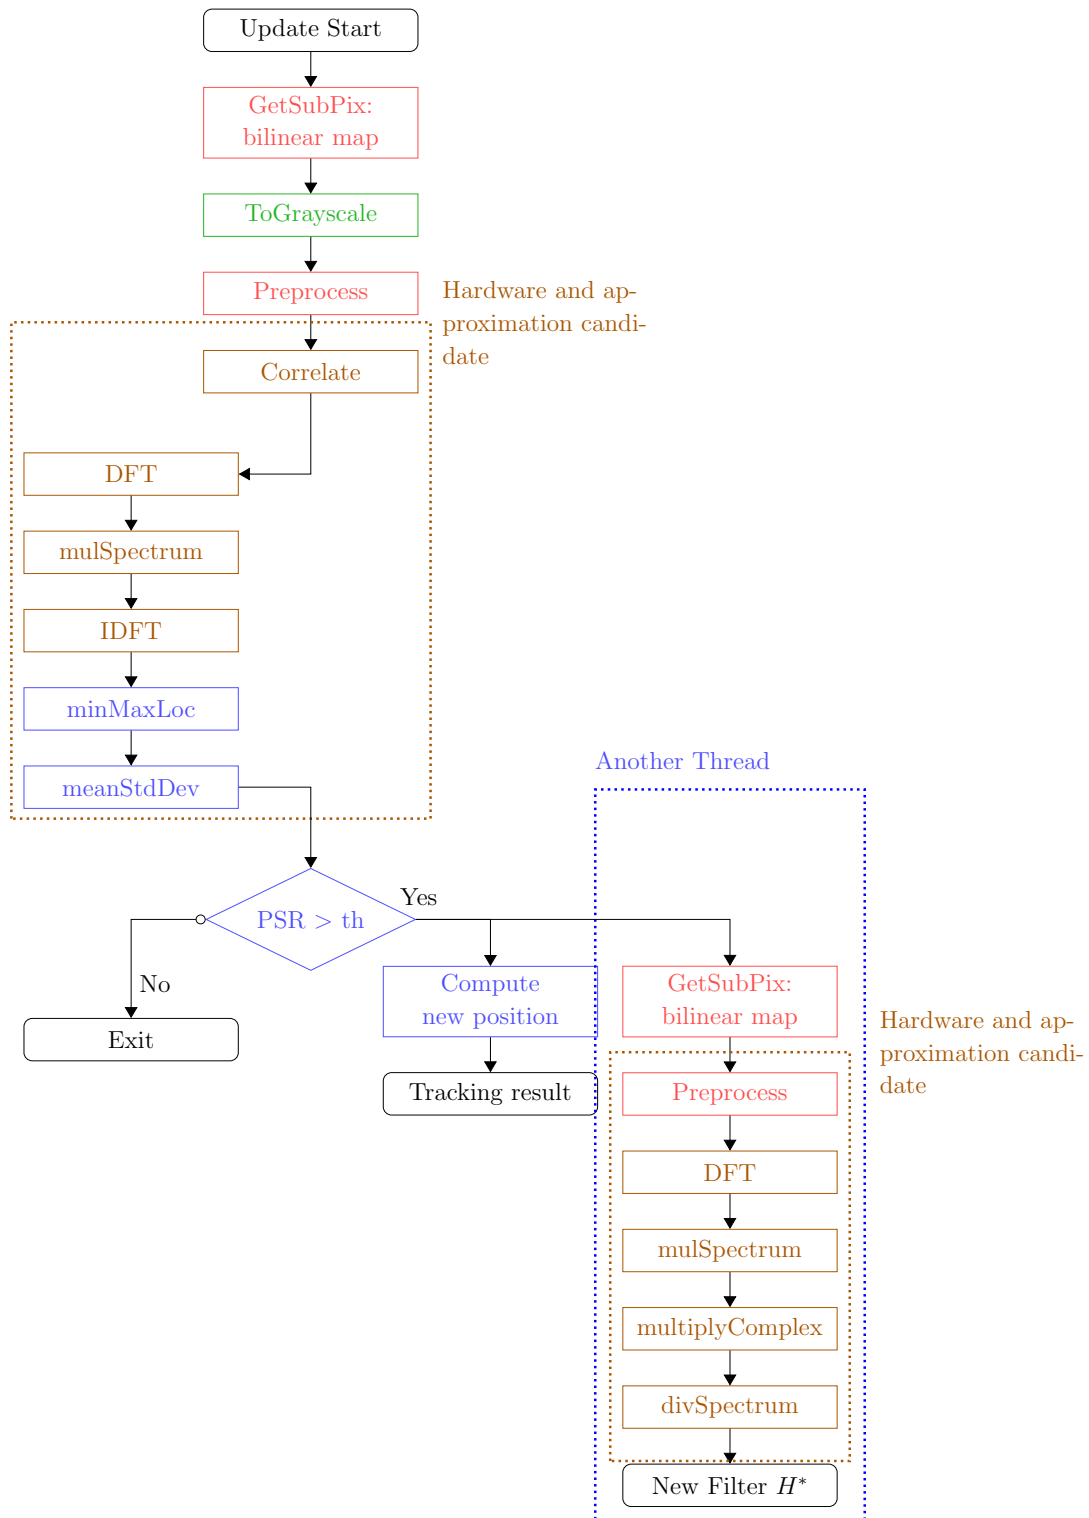 Update Start
GetSubPix:
bilinear map
ToGrayscale
Preprocess
Hardware and ap-
proximation candi-
date
Correlate
DFT
mulSpectrum
IDFT
minMaxLoc
meanStdDev
Another Thread
PSR > th
Yes
No
Exit
Compute
new position
Tracking result
GetSubPix:
bilinear map
Hardware and ap-
proximation candi-
date
Preprocess
DFT
mulSpectrum
multiplyComplex
divSpectrum
New Filter H*